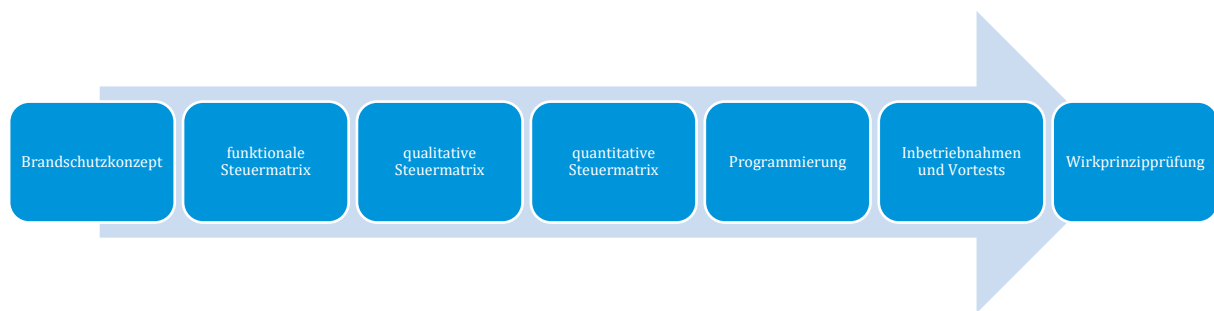 Brandschutzkonzept
funktionale
Steuermatrix
qualitative
Steuermatrix
quantitative
Steuermatrix
Programmierung
Inbetriebnahmen
und Vortests
Wirkprinzipprüfung